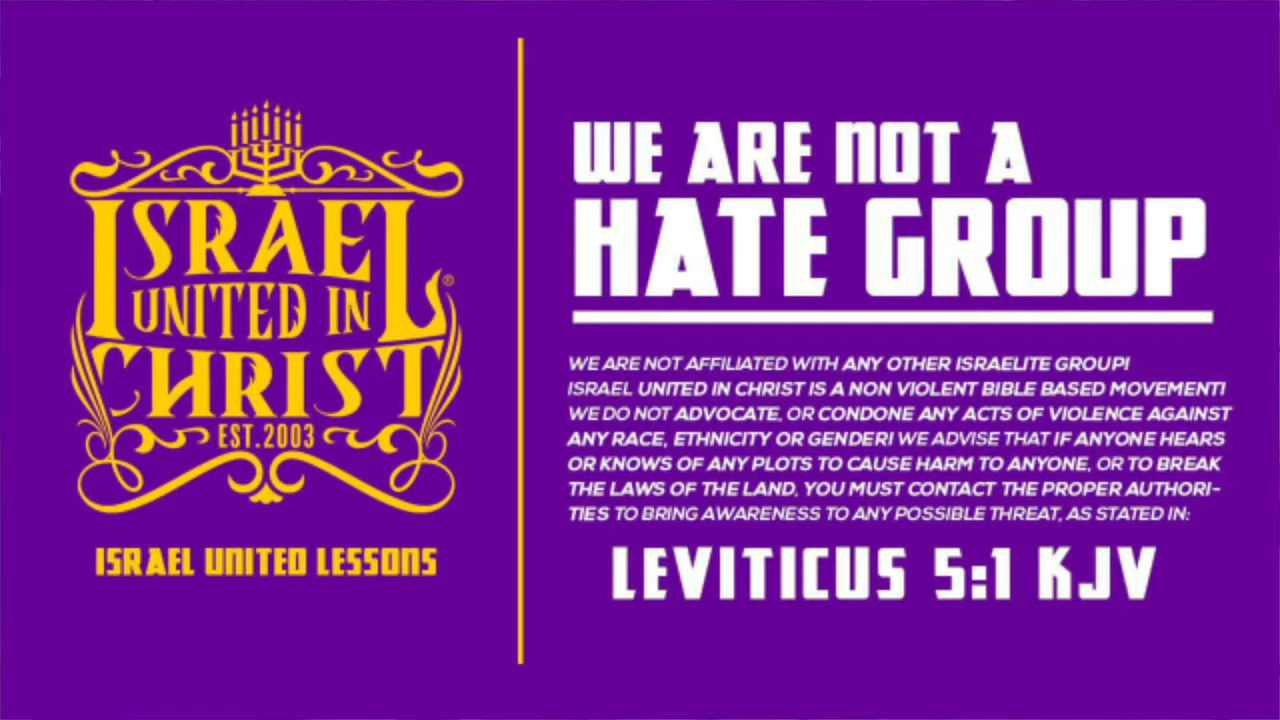 ISRAEL
UNITED IN
CHRIST®
EST.2003
ISRAEL UNITED LESSONS
WE ARE NOT A
HATE GROUP
WE ARE NOT AFFILIATED WITH ANY OTHER ISRAELITE GROUP!
ISRAEL UNITED IN CHRIST IS A NON VIOLENT BIBLE BASED MOVEMENT!
WE DO NOT ADVOCATE, OR CONDONE ANY ACTS OF VIOLENCE AGAINST
ANY RACE, ETHNICITY OR GENDER! WE ADVISE THAT IF ANYONE HEARS
OR KNOWS OF ANY PLOTS TO CAUSE HARM TO ANYONE, OR TO BREAK
THE LAWS OF THE LAND, YOU MUST CONTACT THE PROPER AUTHORI-
TIES TO BRING AWARENESS TO ANY POSSIBLE THREAT, AS STATED IN:
LEVITICUS 5:1 KJV